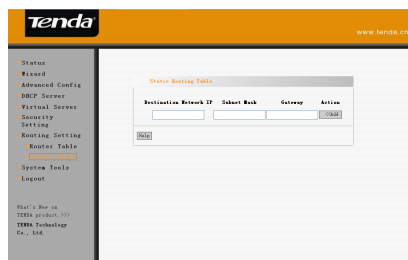 Tenda
www.tenda.cn
Status
Wizard
Advanced Config
DHCP Server
Virtual Server
Security
Setting
Routing Setting
Router Table
System Tools
Logout
Static Routing Table
Destination Network IP Subnet Mask Gateway Action
<<Add
Help
What's New on
TENDA product.>>>
TENDA Technology
Co., Ltd.